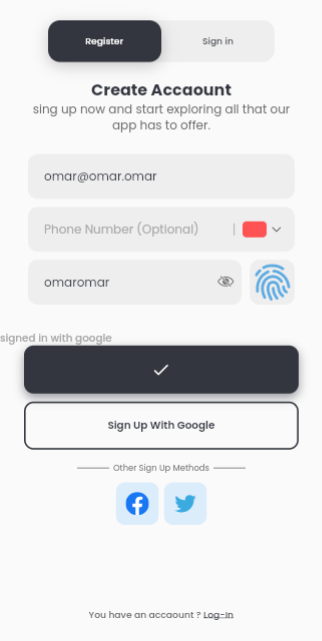 Register
Sign in
Create Accaount
sing up now and start exploring all that our
app has to offer.
omar@omar.omar
Phone Number (Optional)
omaromar
signed in with google
Sign Up With Google
Other Sign Up Methods
You have an accaount ? Log-In